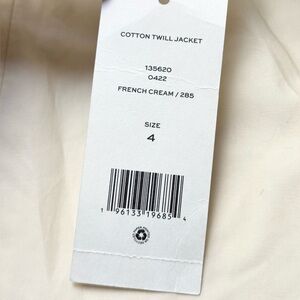 COTTON TWILL JACKET
135620
0422
FRENCH CREAM / 285
SIZE
4
1 96133 19685 4